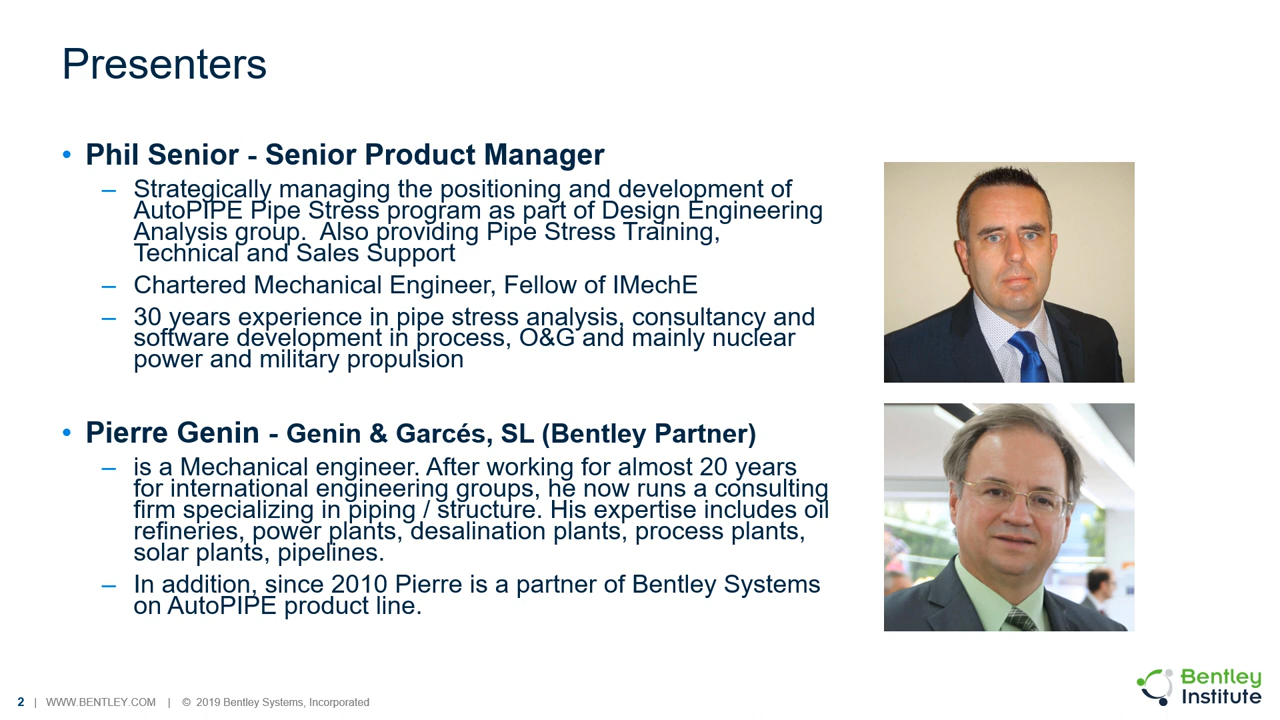 Presenters
• Phil Senior - Senior Product Manager
– Strategically managing the positioning and development of
AutoPIPE Pipe Stress program as part of Design Engineering
Analysis group.  Also providing Pipe Stress Training,
Technical and Sales Support
– Chartered Mechanical Engineer, Fellow of IMechE
– 30 years experience in pipe stress analysis, consultancy and
software development in process, O&G and mainly nuclear
power and military propulsion
• Pierre Genin - Genin & Garcés, SL (Bentley Partner)
– is a Mechanical engineer. After working for almost 20 years
for international engineering groups, he now runs a consulting
firm specializing in piping / structure. His expertise includes oil
refineries, power plants, desalination plants, process plants,
solar plants, pipelines.
– In addition, since 2010 Pierre is a partner of Bentley Systems
on AutoPIPE product line.
2 | WWW.BENTLEY.COM | © 2019 Bentley Systems, Incorporated
Bentley
Institute